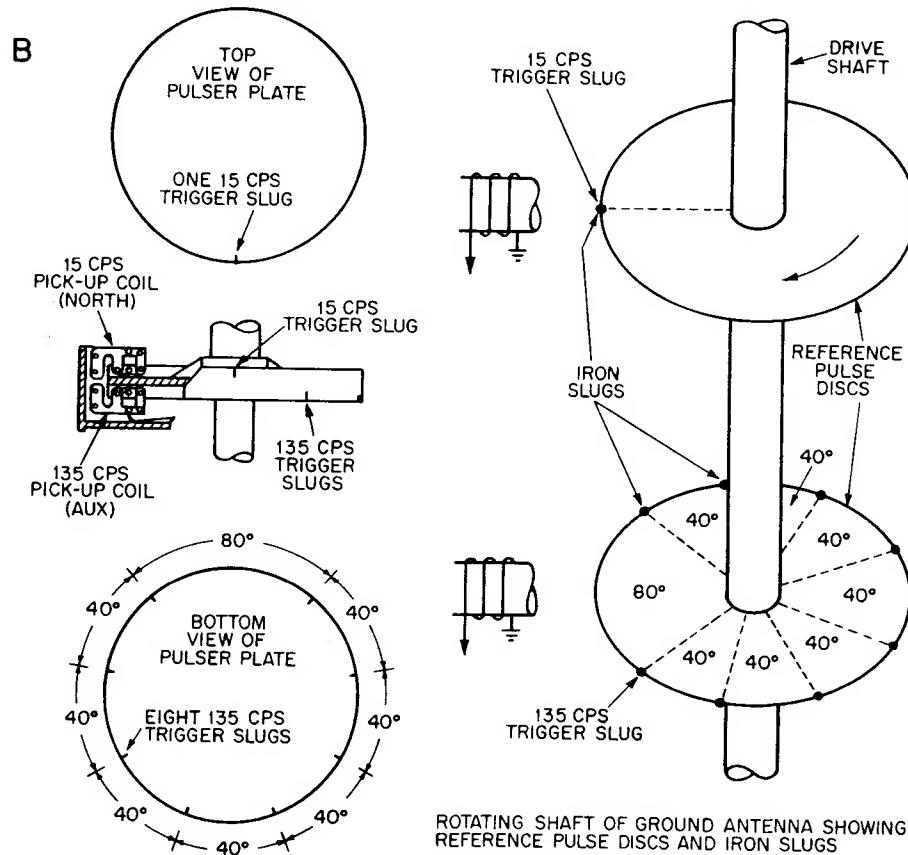 B
TOP
VIEW OF
PULSER PLATE
ONE 15 CPS
TRIGGER SLUG
15 CPS
PICK-UP COIL
(NORTH)
15 CPS
TRIGGER SLUG
135 CPS
TRIGGER
SLUGS
135 CPS
PICK-UP COIL
(AUX)
80°
40°
40°
BOTTOM
VIEW OF
PULSER PLATE
40°
40°
EIGHT 135 CPS
TRIGGER SLUGS
40°
40°
40°
15 CPS
TRIGGER SLUG
DRIVE
SHAFT
IRON
SLUGS
REFERENCE
PULSE
DISCS
40°
40°
40°
80°
40°
40°
40°
40°
135 CPS
TRIGGER SLUG
ROTATING SHAFT OF GROUND ANTENNA SHOWING
REFERENCE PULSE DISCS AND IRON SLUGS